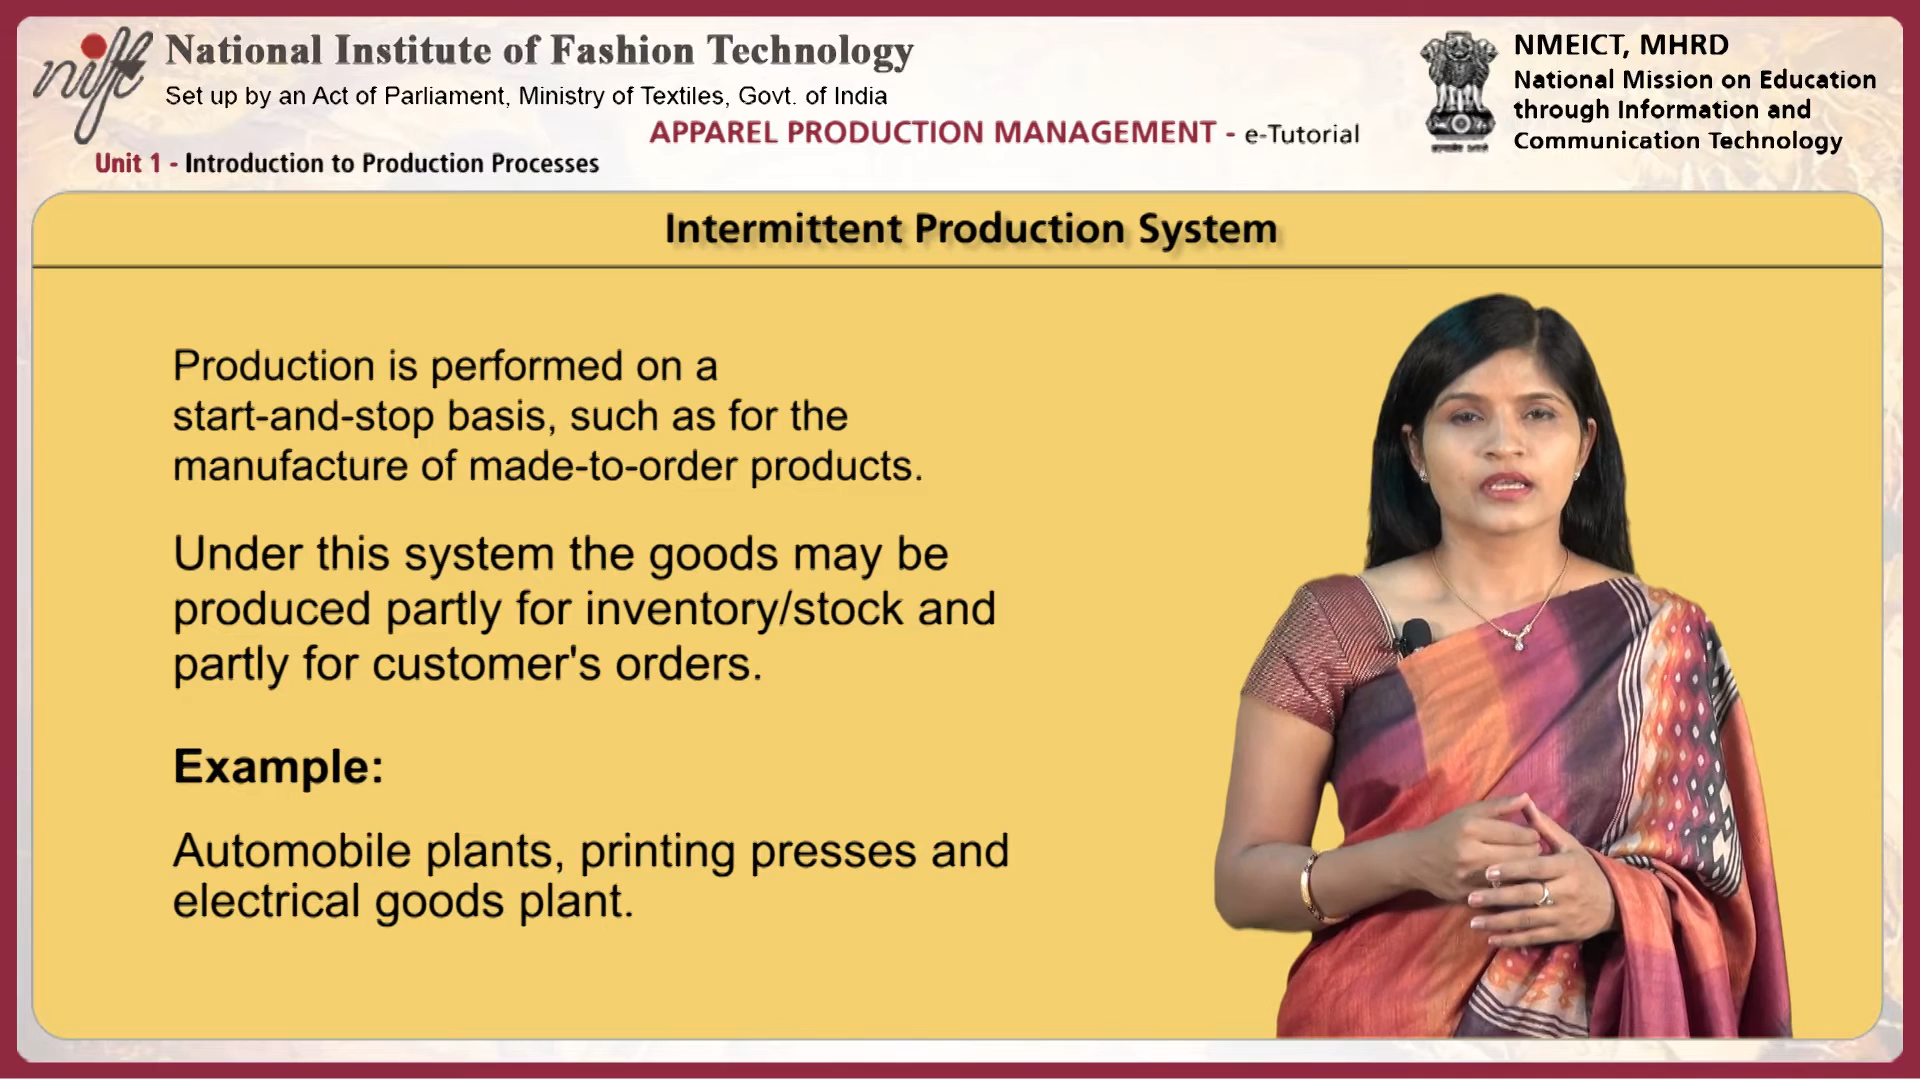 nift
National Institute of Fashion Technology
Set up by an Act of Parliament, Ministry of Textiles, Govt. of India
APPAREL PRODUCTION MANAGEMENT - e-Tutorial
Unit 1 - Introduction to Production Processes
NMEICT, MHRD
National Mission on Education
through Information and
Communication Technology
Intermittent Production System
Production is performed on a
start-and-stop basis, such as for the
manufacture of made-to-order products.
Under this system the goods may be
produced partly for inventory/stock and
partly for customer's orders.
Example:
Automobile plants, printing presses and
electrical goods plant.